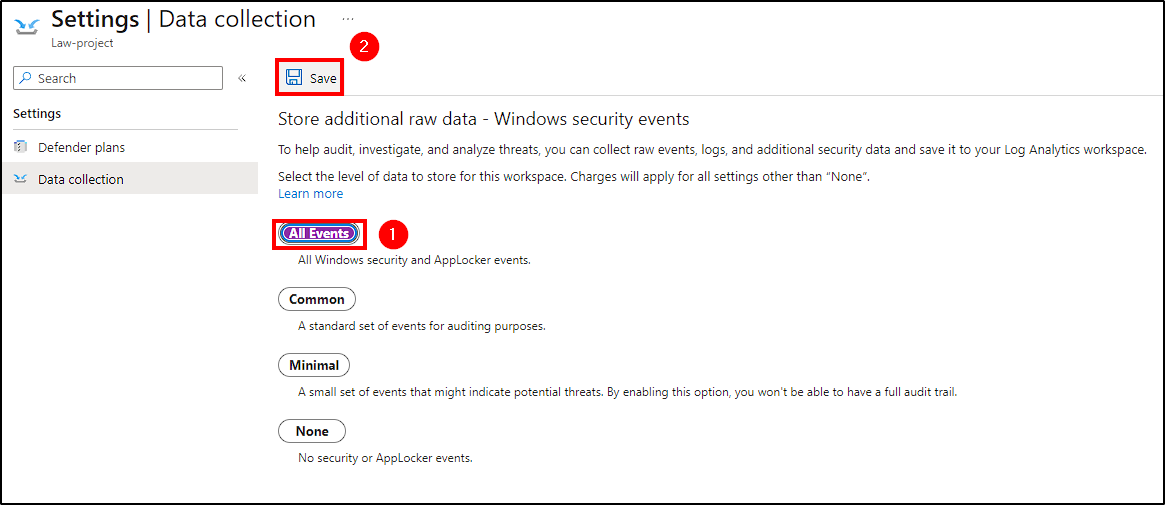 Settings | Data collection ...
Law-project
2
Search «
Save
Settings
Defender plans
Data collection
Store additional raw data - Windows security events
To help audit, investigate, and analyze threats, you can collect raw events, logs, and additional security data and save it to your Log Analytics workspace.
Select the level of data to store for this workspace. Charges will apply for all settings other than “None”.
Learn more
All Events 1
All Windows security and AppLocker events.
Common
A standard set of events for auditing purposes.
Minimal
A small set of events that might indicate potential threats. By enabling this option, you won't be able to have a full audit trail.
None
No security or AppLocker events.